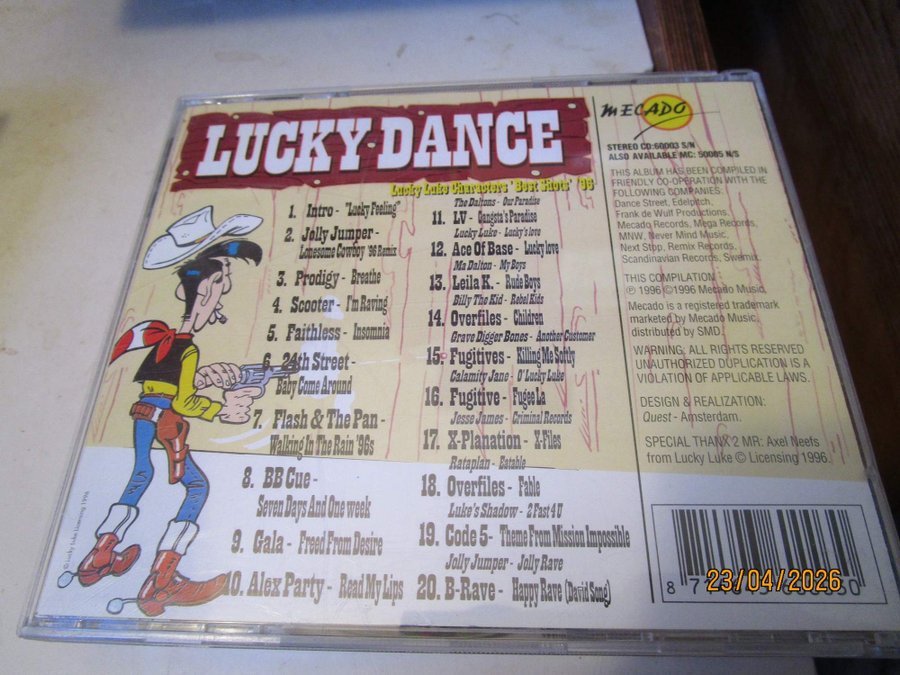 LUCKY DANCE
Lucky Luke Characters 'Best Shots' '96
1. Intro - "Lucky Feeling"
2. Jolly Jumper -
Lonesome Cowboy '96 Remix
3. Prodigy - Breathe
4. Scooter - I'm Raving
5. Faithless - Insomnia
6. 24th Street -
Baby Come Around
7. Flash & The Pan -
Walking In The Rain '96s
8. BB Cue -
Seven Days And One week
9. Gala - Freed From Desire
10. Alex Party - Read My Lips
The Daltons - Our Paradise
11. LV - Gangsta's Paradise
Lucky Luke - Lucky's love
12. Ace Of Base - Lucky love
Ma Dalton - My Boys
13. Leila K. - Rude Boys
Billy The Kid - Rebel Kids
14. Overfiles - Children
Grave Digger Bones - Another Customer
15. Fugitives - Killing Me Softly
Calamity Jane - O'Lucky Luke
16. Fugitive - Fugee La
Jesse James - Criminal Records
17. X-Planation - X-Files
Rataplan - Eatable
18. Overfiles - Fable
Luke's Shadow - 2 Fast 4 U
19. Code 5 - Theme From Mission Impossible
Jolly Jumper - Jolly Rave
20. B-Rave - Happy Rave (David Song)
MECADO
STEREO CD:60003 S/N
ALSO AVAILABLE MC: 50005 N/S
THIS ALBUM HAS BEEN COMPILED IN
FRIENDLY CO-OPERATION WITH THE
FOLLOWING COMPANIES:
Dance Street, Edelpitch,
Frank de Wulf Productions,
Mecado Records, Mega Records,
MNW, Never Mind Music,
Next Stop, Remix Records,
Scandinavian Records, Swemix.
THIS COMPILATION :
℗ 1996 © 1996 Mecado Music.
Mecado is a registered trademark
marketed by Mecado Music,
distributed by SMD.
WARNING: ALL RIGHTS RESERVED
UNAUTHORIZED DUPLICATION IS A
VIOLATION OF APPLICABLE LAWS.
DESIGN & REALIZATION:
Quest - Amsterdam.
SPECIAL THANX 2 MR: Axel Neefs
from Lucky Luke © Licensing 1996.
© Lucky Luke Licensing 1996
23/04/2026